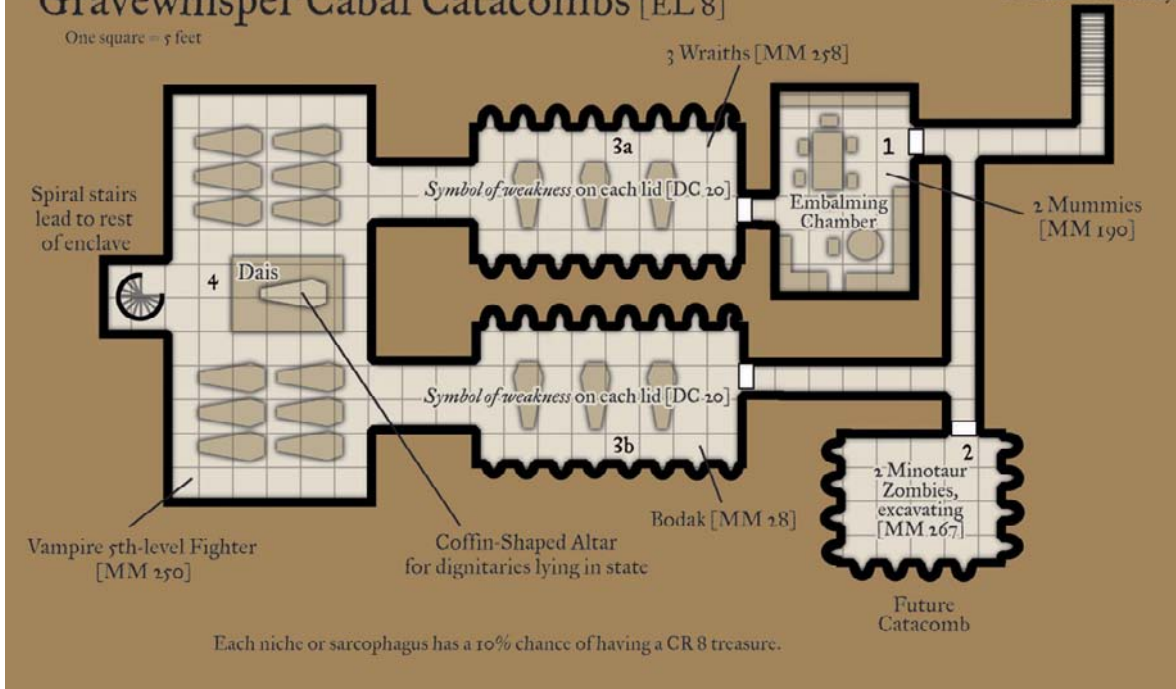 Gravewhisper Cabal Catacombs [EL 8]
One square = 5 feet
3 Wraiths [MM 258]
3a
1
Symbol of weakness on each lid [DC 20]
Embalming
Chamber
2 Mummies
[MM 190]
Spiral stairs
lead to rest
of enclave
4
Dais
Symbol of weakness on each lid [DC 20]
3b
2
2 Minotaur
Zombies,
excavating
[MM 267]
Bodak [MM 28]
Vampire 5th-level Fighter
[MM 250]
Coffin-Shaped Altar
for dignitaries lying in state
Future
Catacomb
Each niche or sarcophagus has a 10% chance of having a CR 8 treasure.